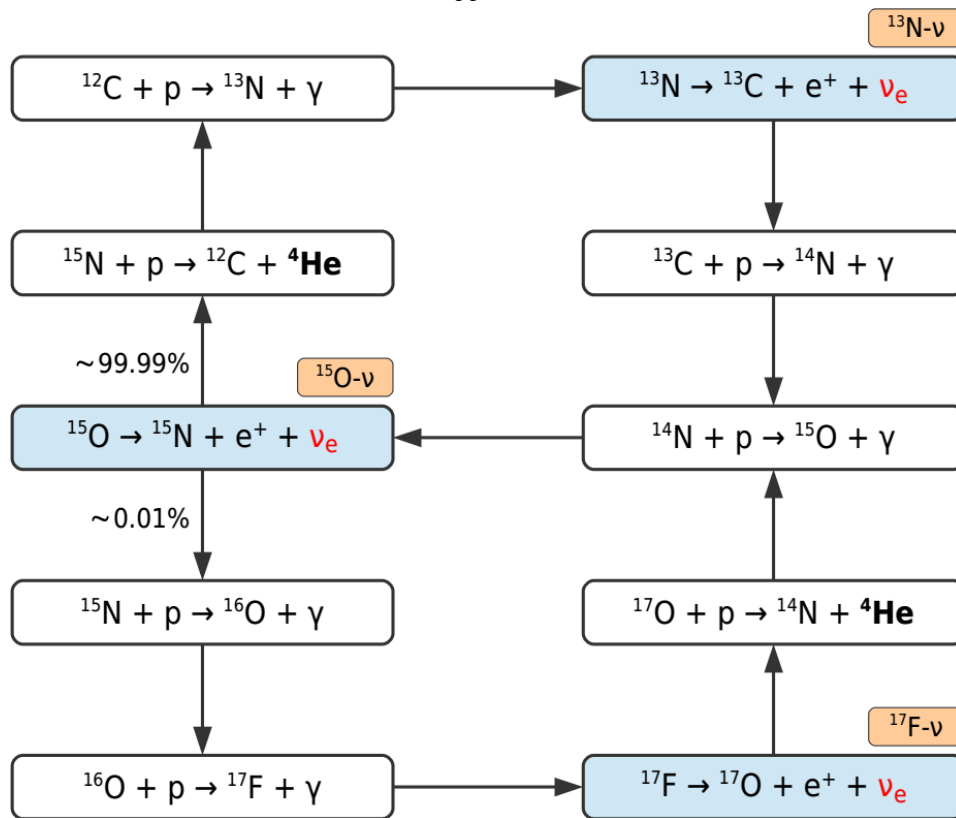 ¹³N-ν
¹²C + p → ¹³N + γ
¹³N → ¹³C + e⁺ + νₑ
¹⁵N + p → ¹²C + ⁴He
¹³C + p → ¹⁴N + γ
~99.99%
¹⁵O-ν
¹⁵O → ¹⁵N + e⁺ + νₑ
¹⁴N + p → ¹⁵O + γ
~0.01%
¹⁵N + p → ¹⁶O + γ
¹⁷O + p → ¹⁴N + ⁴He
¹⁷F-ν
¹⁶O + p → ¹⁷F + γ
¹⁷F → ¹⁷O + e⁺ + νₑ